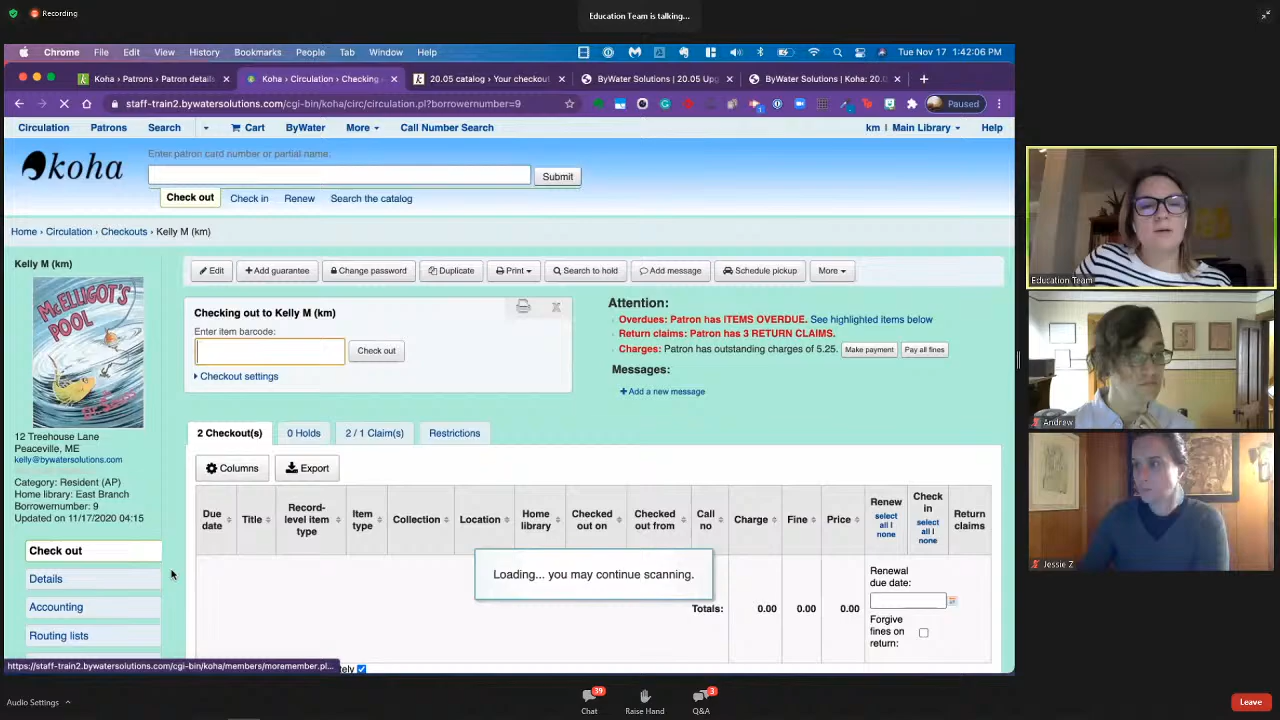 Recording
Education Team is talking...
Chrome File Edit View History Bookmarks People Tab Window Help
Tue Nov 17 1:42:06 PM
Koha › Patrons › Patron details
Koha › Circulation › Checking
20.05 catalog › Your checkout
ByWater Solutions | 20.05 Upg
ByWater Solutions | Koha: 20.0
staff-train2.bywatersolutions.com/cgi-bin/koha/circ/circulation.pl?borrowernumber=9
Paused
Circulation Patrons Search Cart ByWater More Call Number Search
km | Main Library Help
koha
Enter patron card number or partial name:
Submit
Check out Check in Renew Search the catalog
Home › Circulation › Checkouts › Kelly M (km)
Kelly M (km)
McELLIGOT'S
POOL
12 Treehouse Lane
Peaceville, ME
kelly@bywatersolutions.com
Category: Resident (AP)
Home library: East Branch
Borrowernumber: 9
Updated on 11/17/2020 04:15
Check out
Details
Accounting
Routing lists
Edit
+ Add guarantee
Change password
Duplicate
Print
Search to hold
Add message
Schedule pickup
More
Checking out to Kelly M (km)
Enter item barcode:
Check out
Checkout settings
Attention:
Overdues: Patron has ITEMS OVERDUE. See highlighted items below
Return claims: Patron has 3 RETURN CLAIMS.
Charges: Patron has outstanding charges of 5.25. Make payment Pay all fines
Messages:
+ Add a new message
2 Checkout(s) 0 Holds 2 / 1 Claim(s) Restrictions
Columns Export
Due date
Title
Record-level item type
Item type
Collection
Location
Home library
Checked out on
Checked out from
Call no
Charge
Fine
Price
Renew select all | none
Check in select all | none
Return claims
Loading... you may continue scanning.
Totals: 0.00 0.00 0.00
Renewal due date:
Forgive fines on return:
https://staff-train2.bywatersolutions.com/cgi-bin/koha/members/moremember.pl...
tely
Education Team
Andrew
Jessie Z
Audio Settings
39
Chat
Raise Hand
3
Q&A
Leave